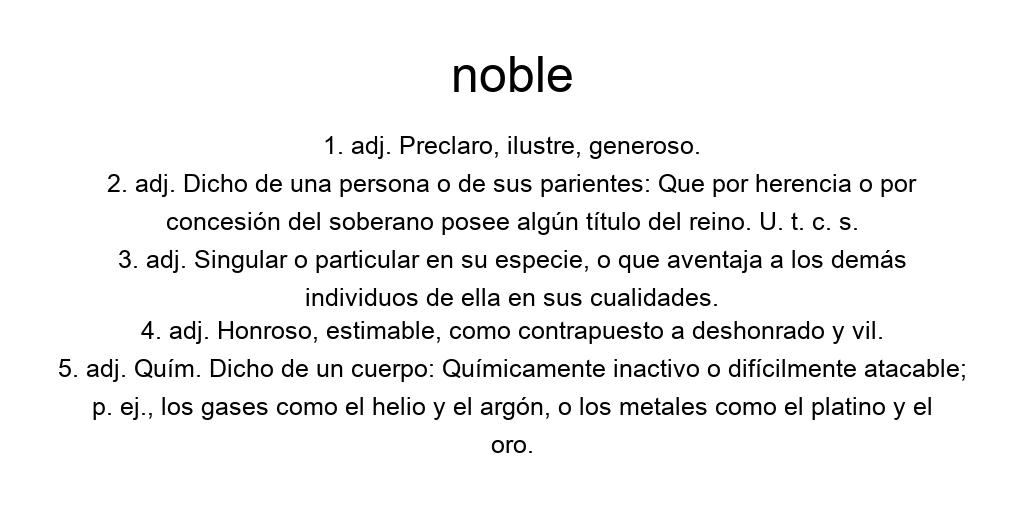 noble
1. adj. Preclaro, ilustre, generoso.
2. adj. Dicho de una persona o de sus parientes: Que por herencia o por
concesión del soberano posee algún título del reino. U. t. c. s.
3. adj. Singular o particular en su especie, o que aventaja a los demás
individuos de ella en sus cualidades.
4. adj. Honroso, estimable, como contrapuesto a deshonrado y vil.
5. adj. Quím. Dicho de un cuerpo: Químicamente inactivo o difícilmente atacable;
p. ej., los gases como el helio y el argón, o los metales como el platino y el
oro.